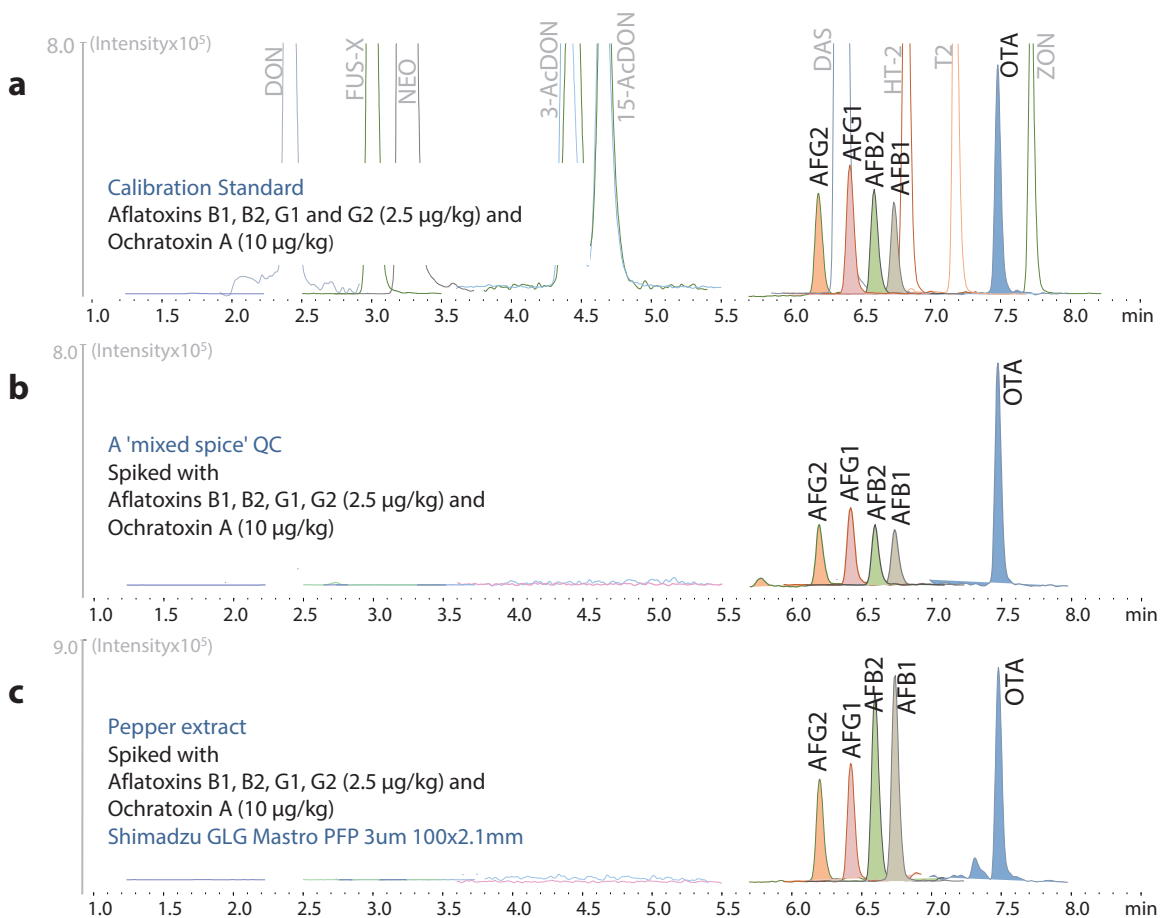 8.0 (Intensityx10⁵)
a
DON
FUS-X
NEO
3-AcDON
15-AcDON
DAS
HT-2
T2
OTA
ZON
AFG2
AFG1
AFB2
AFB1
Calibration Standard
Aflatoxins B1, B2, G1 and G2 (2.5 µg/kg) and
Ochratoxin A (10 µg/kg)
1.0 2.0 2.5 3.0 3.5 4.0 4.5 5.0 5.5 6.0 6.5 7.0 7.5 8.0 min
8.0 (Intensityx10⁵)
b
OTA
AFG2
AFG1
AFB2
AFB1
A 'mixed spice' QC
Spiked with
Aflatoxins B1, B2, G1, G2 (2.5 µg/kg) and
Ochratoxin A (10 µg/kg)
1.0 2.0 2.5 3.0 3.5 4.0 4.5 5.0 5.5 6.0 6.5 7.0 7.5 8.0 min
9.0 (Intensityx10⁵)
c
AFG2
AFG1
AFB2
AFB1
OTA
Pepper extract
Spiked with
Aflatoxins B1, B2, G1, G2 (2.5 µg/kg) and
Ochratoxin A (10 µg/kg)
Shimadzu GLG Mastro PFP 3um 100x2.1mm
1.0 2.0 2.5 3.0 3.5 4.0 4.5 5.0 5.5 6.0 6.5 7.0 7.5 8.0 min